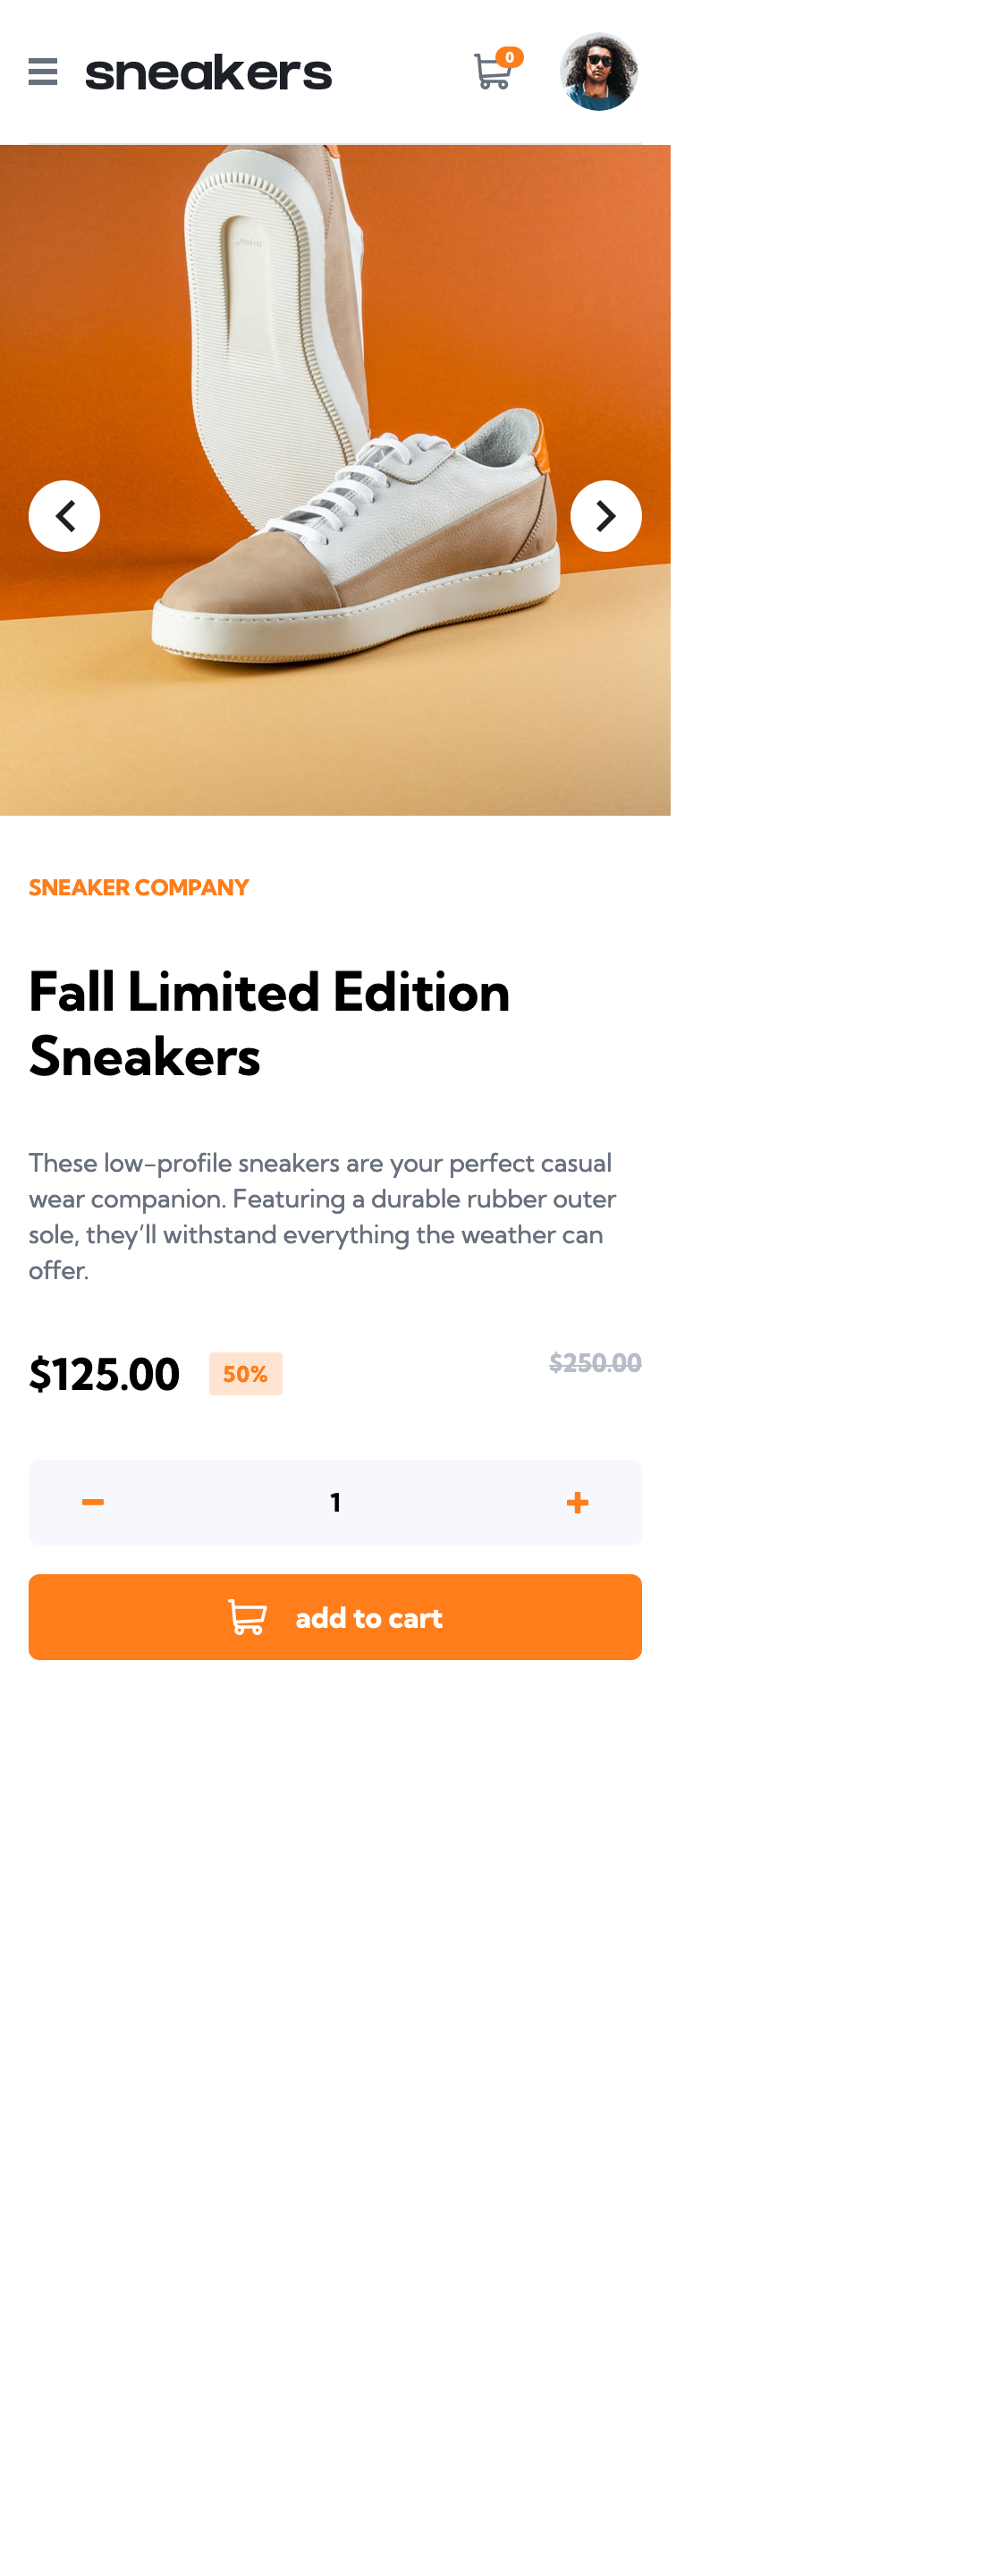 sneakers
0
SNEAKER COMPANY
Fall Limited Edition
Sneakers
These low-profile sneakers are your perfect casual
wear companion. Featuring a durable rubber outer
sole, they’ll withstand everything the weather can
offer.
$125.00 50% $250.00
1
add to cart